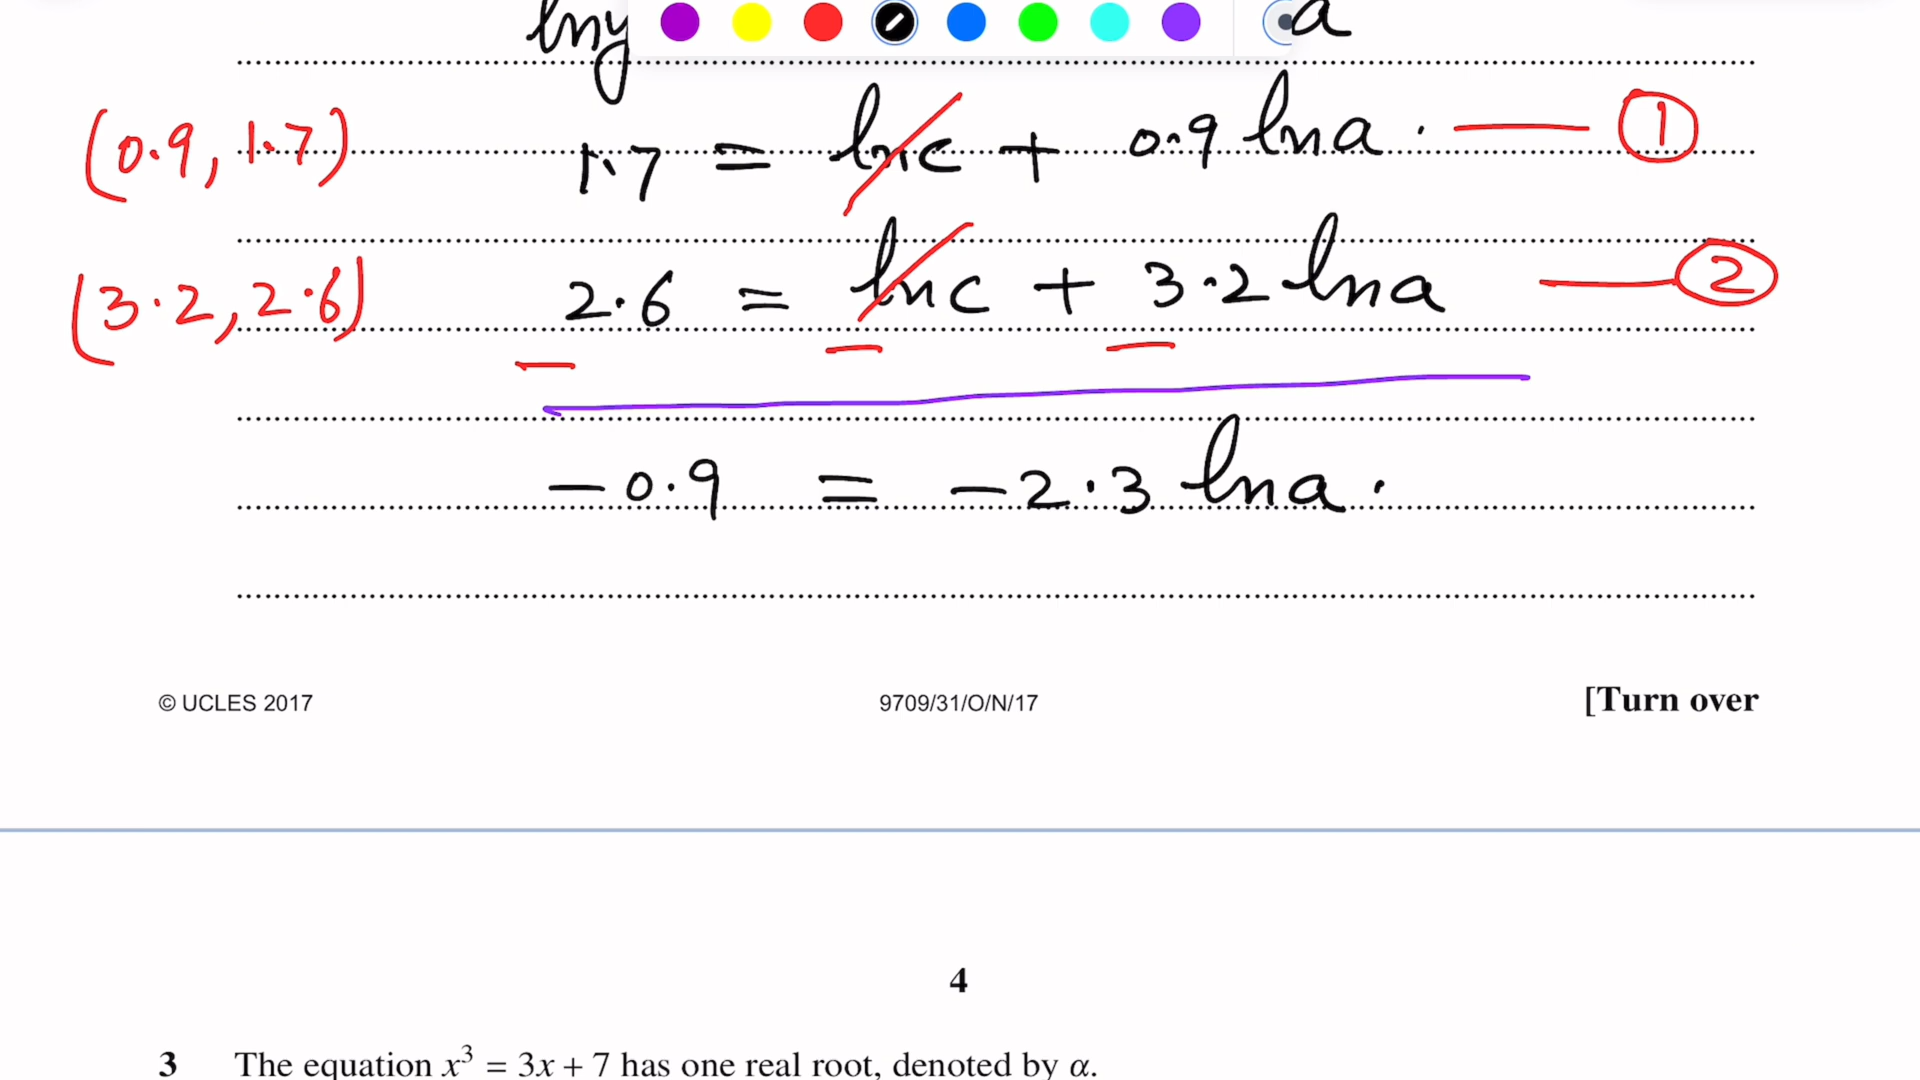 lny a
(0.9, 1.7) 1.7 = lnc + 0.9 lna. ①
(3.2, 2.6) 2.6 = lnc + 3.2 lna ②
− − −
−0.9 = −2.3 lna.
© UCLES 2017 9709/31/O/N/17 [Turn over
4
3 The equation x³ = 3x + 7 has one real root, denoted by α.